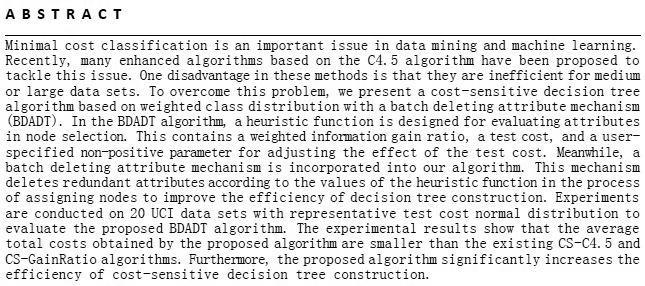 ABSTRACT
Minimal cost classification is an important issue in data mining and machine learning.
Recently, many enhanced algorithms based on the C4.5 algorithm have been proposed to
tackle this issue. One disadvantage in these methods is that they are inefficient for medium
or large data sets. To overcome this problem, we present a cost-sensitive decision tree
algorithm based on weighted class distribution with a batch deleting attribute mechanism
(BDADT). In the BDADT algorithm, a heuristic function is designed for evaluating attributes
in node selection. This contains a weighted information gain ratio, a test cost, and a user-
specified non-positive parameter for adjusting the effect of the test cost. Meanwhile, a
batch deleting attribute mechanism is incorporated into our algorithm. This mechanism
deletes redundant attributes according to the values of the heuristic function in the process
of assigning nodes to improve the efficiency of decision tree construction. Experiments
are conducted on 20 UCI data sets with representative test cost normal distribution to
evaluate the proposed BDADT algorithm. The experimental results show that the average
total costs obtained by the proposed algorithm are smaller than the existing CS-C4.5 and
CS-GainRatio algorithms. Furthermore, the proposed algorithm significantly increases the
efficiency of cost-sensitive decision tree construction.